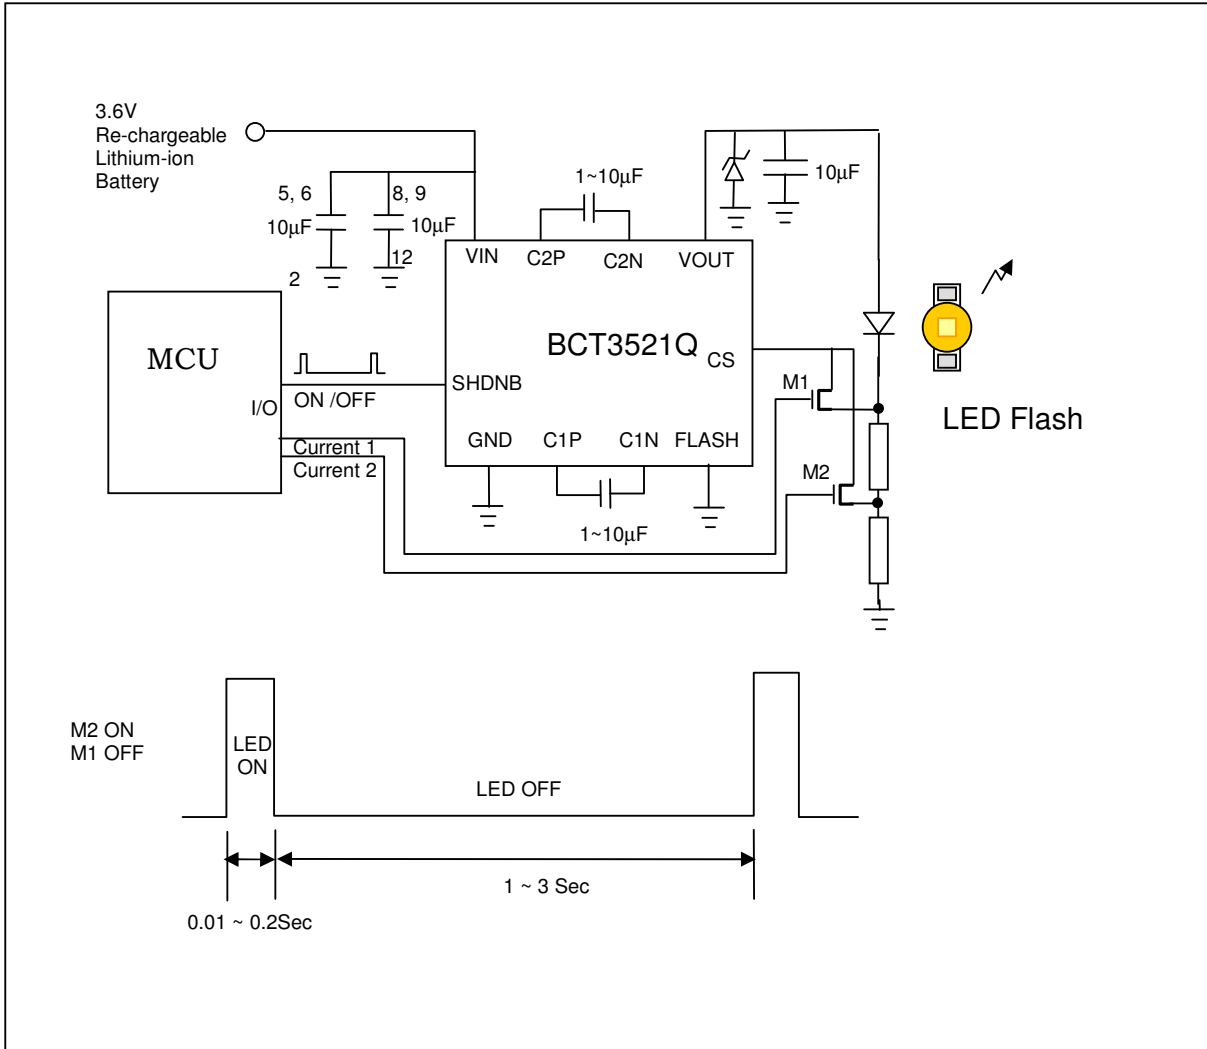 3.6V
Re-chargeable
Lithium-ion
Battery
5, 6
8, 9
10µF
10µF
12
2
1~10µF
10µF
VIN
C2P
C2N
VOUT
MCU
BCT3521Q
CS
SHDNB
I/O
ON /OFF
M1
LED Flash
GND
C1P
C1N
FLASH
Current 1
Current 2
M2
1~10µF
M2 ON
M1 OFF
LED
ON
LED OFF
1 ~ 3 Sec
0.01 ~ 0.2Sec